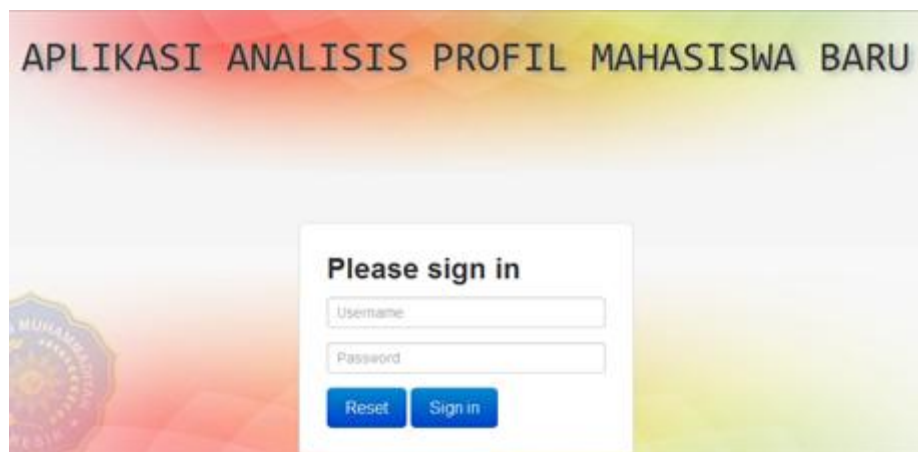 APLIKASI ANALISIS PROFIL MAHASISWA BARU
Please sign in
Username
Password
Reset Sign in